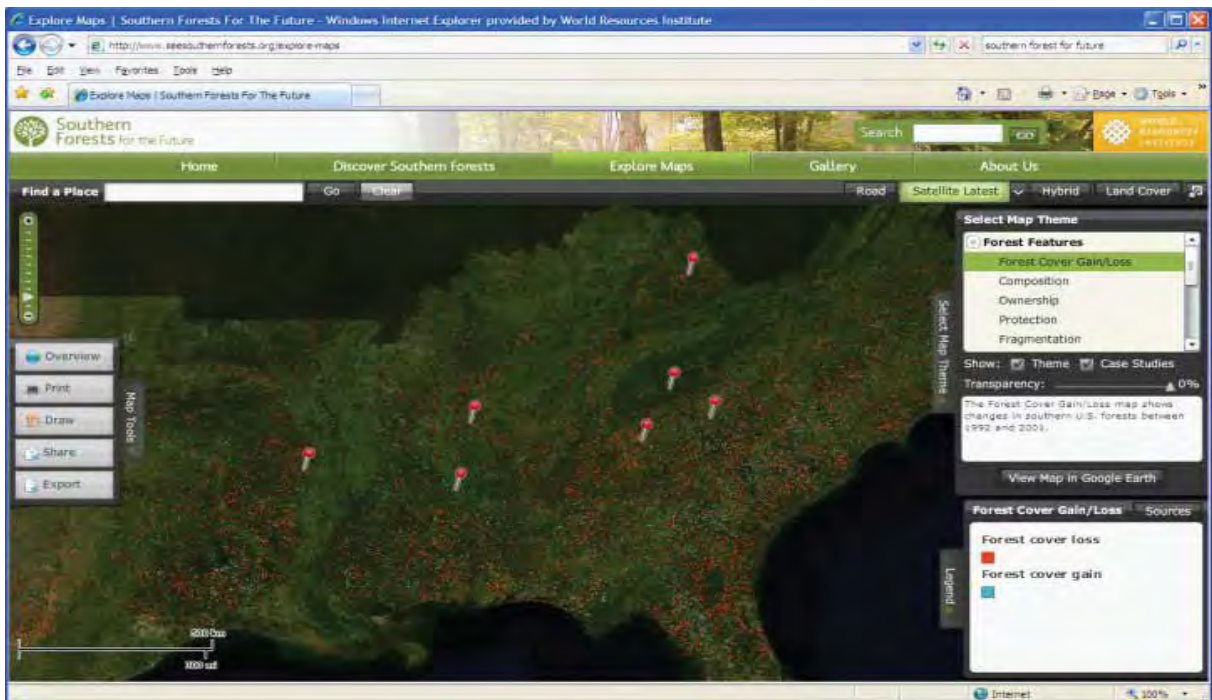 Explore Maps | Southern Forests For The Future - Windows Internet Explorer provided by World Resources Institute
http://www.seesouthernforests.org/explore-maps
southern forest for future
File Edit View Favorites Tools Help
Explore Maps | Southern Forests For The Future
Page Tools
Southern
Forests for the Future
Search
GO
WORLD
RESOURCES
INSTITUTE
Home Discover Southern Forests Explore Maps Gallery About Us
Find a Place Go Clear Road Satellite Latest Hybrid Land Cover
Select Map Theme
Forest Features
Forest Cover Gain/Loss
Composition
Ownership
Protection
Fragmentation
Select Map Theme
Show: Theme Case Studies
Transparency: 0%
The Forest Cover Gain/Loss map shows
changes in southern U.S. forests between
1992 and 2001.
View Map in Google Earth
Overview
Print
Draw
Share
Export
Map Tools
Forest Cover Gain/Loss Sources
Forest cover loss
Forest cover gain
Legend
Internet 100%